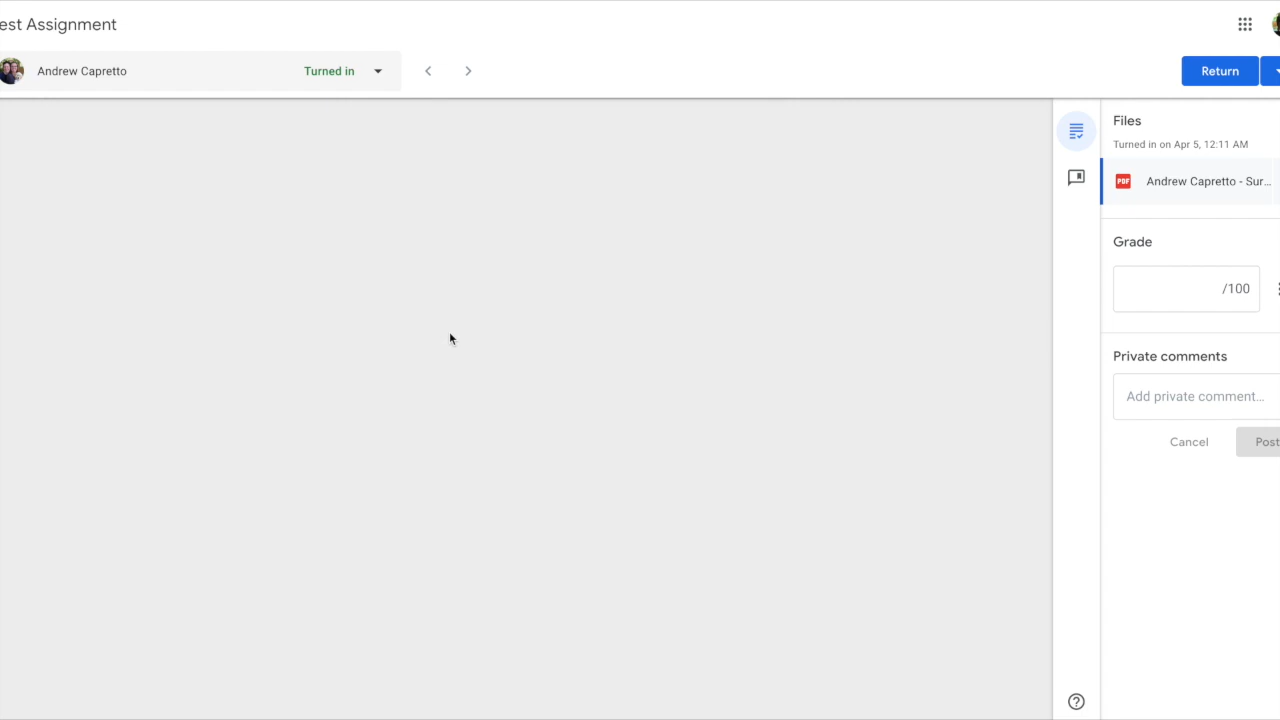 est Assignment
Andrew Capretto
Turned in
Return
Files
Turned in on Apr 5, 12:11 AM
PDF
Andrew Capretto - Sur...
Grade
/100
Private comments
Add private comment...
Cancel
Post